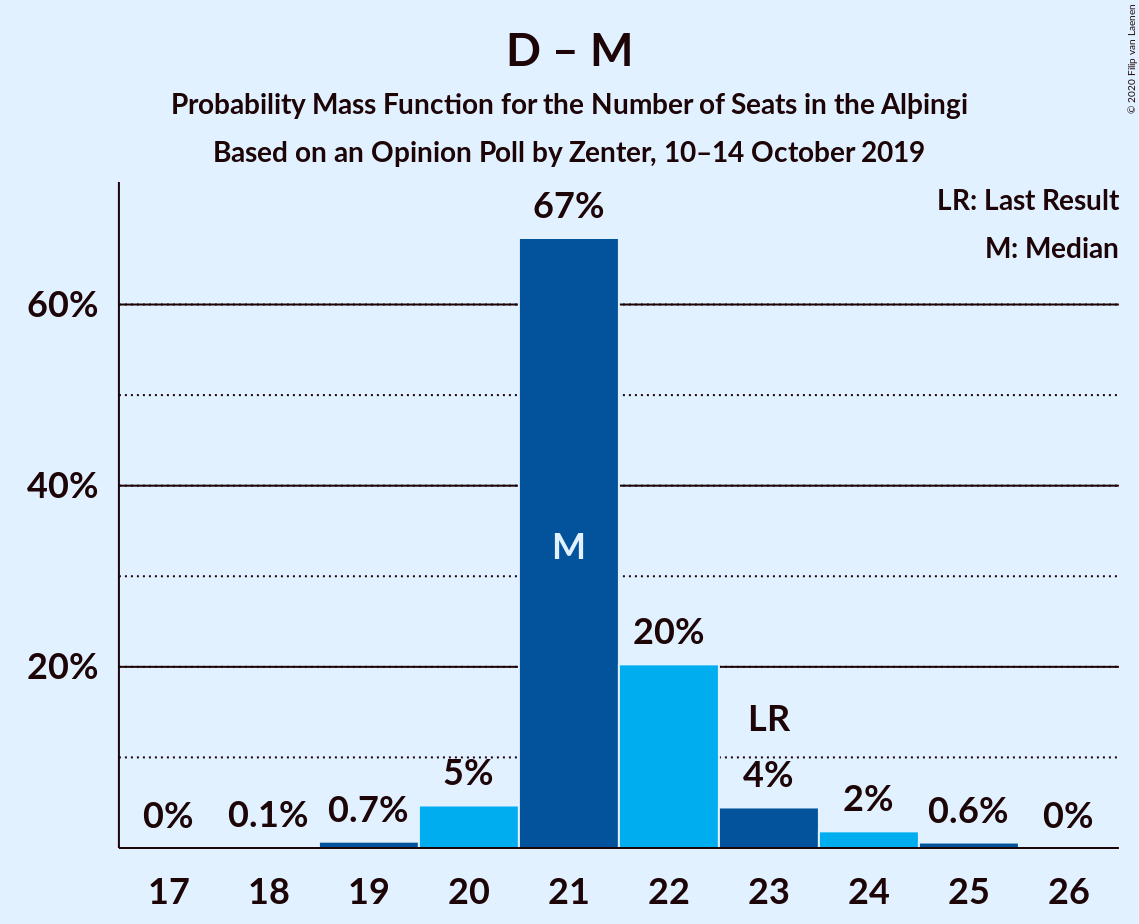 D – M
Probability Mass Function for the Number of Seats in the Alþingi
Based on an Opinion Poll by Zenter, 10–14 October 2019
© 2020 Filip van Laenen
LR: Last Result
M: Median
67%
60%
40%
M
20%
20%
LR
5%
4%
2%
0%
0.1%
0.7%
0.6%
0%
17 18 19 20 21 22 23 24 25 26